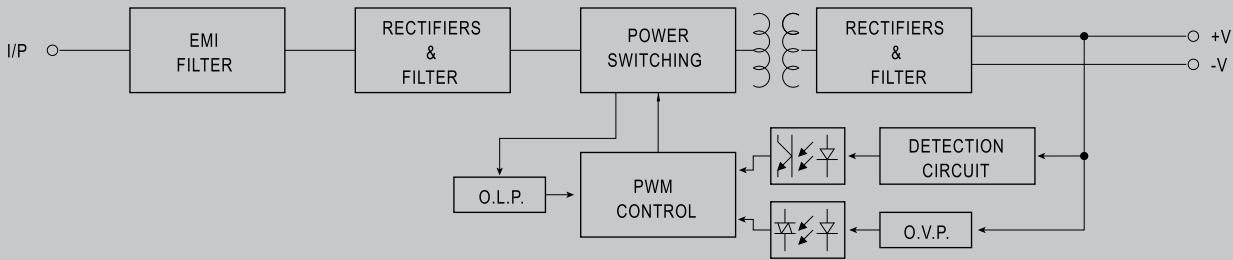 I/P
EMI
FILTER
RECTIFIERS
&
FILTER
POWER
SWITCHING
RECTIFIERS
&
FILTER
+V
-V
O.L.P.
PWM
CONTROL
DETECTION
CIRCUIT
O.V.P.